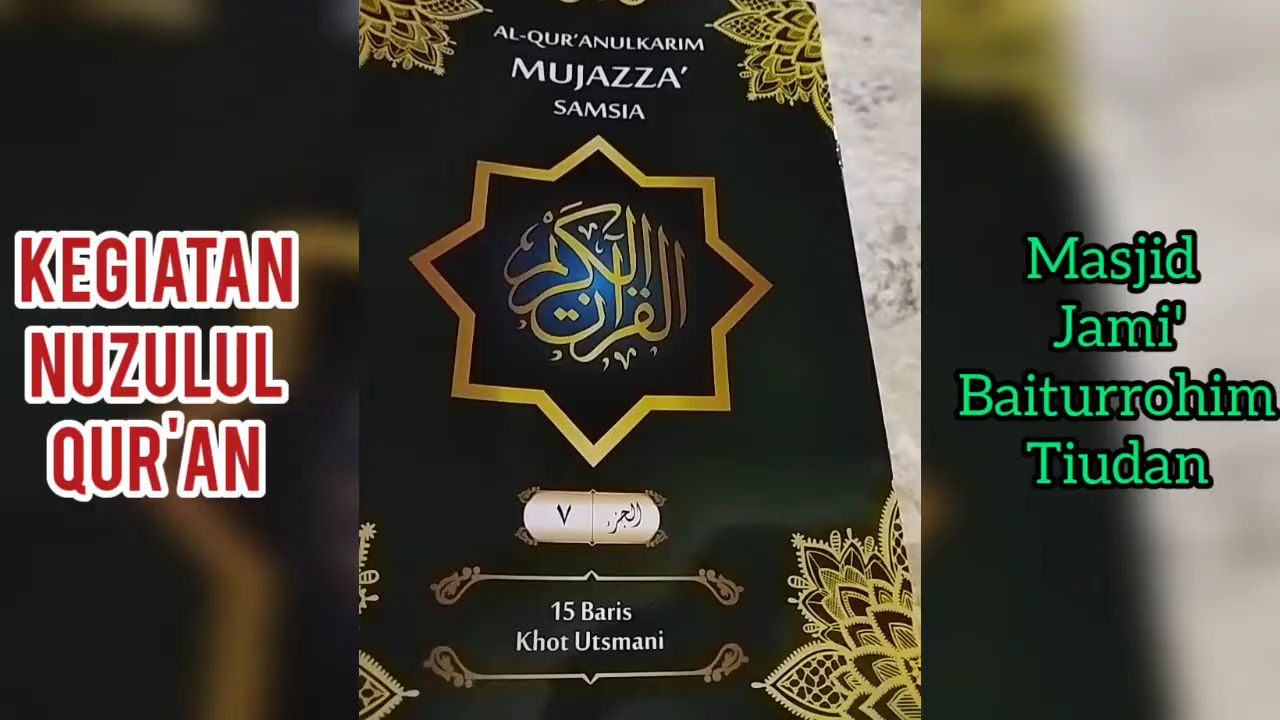 KEGIATAN
NUZULUL
QUR'AN
AL-QUR'ANULKARIM
MUJAZZA'
SAMSIA
القرآن الكريم
الجزء ٧
15 Baris
Khot Utsmani
Masjid
Jami'
Baiturrohim
Tiudan